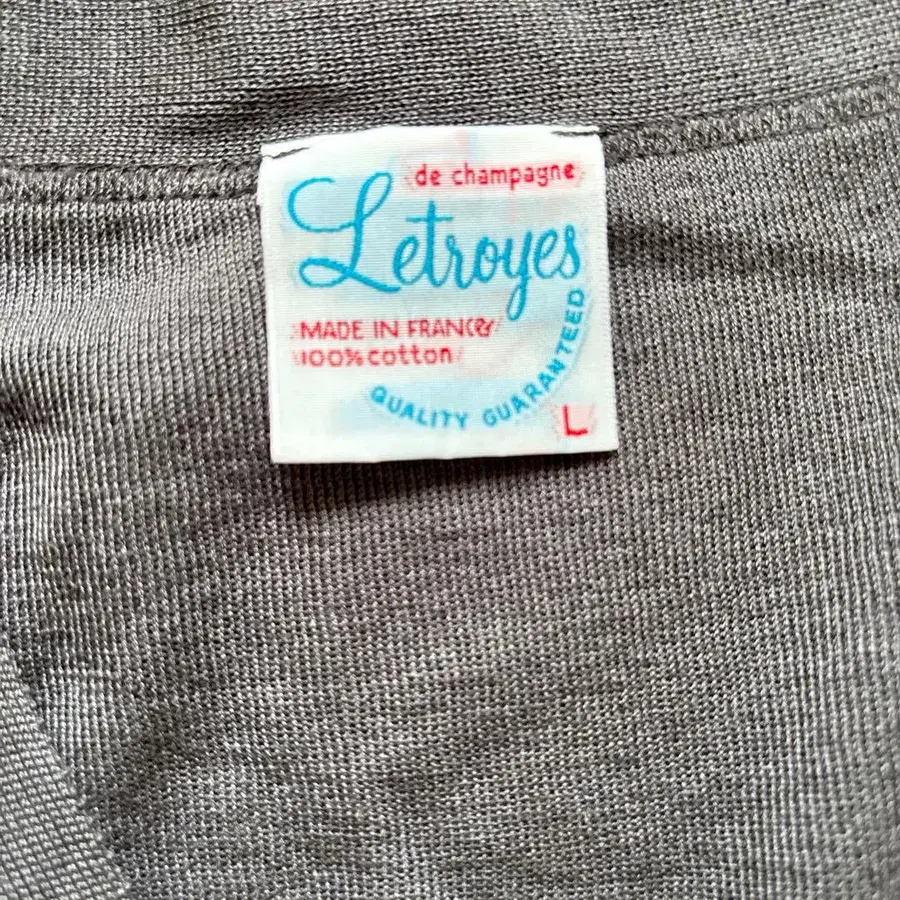 de champagne
Letroyes
MADE IN FRANCE
100% cotton
QUALITY GUARANTEED
L